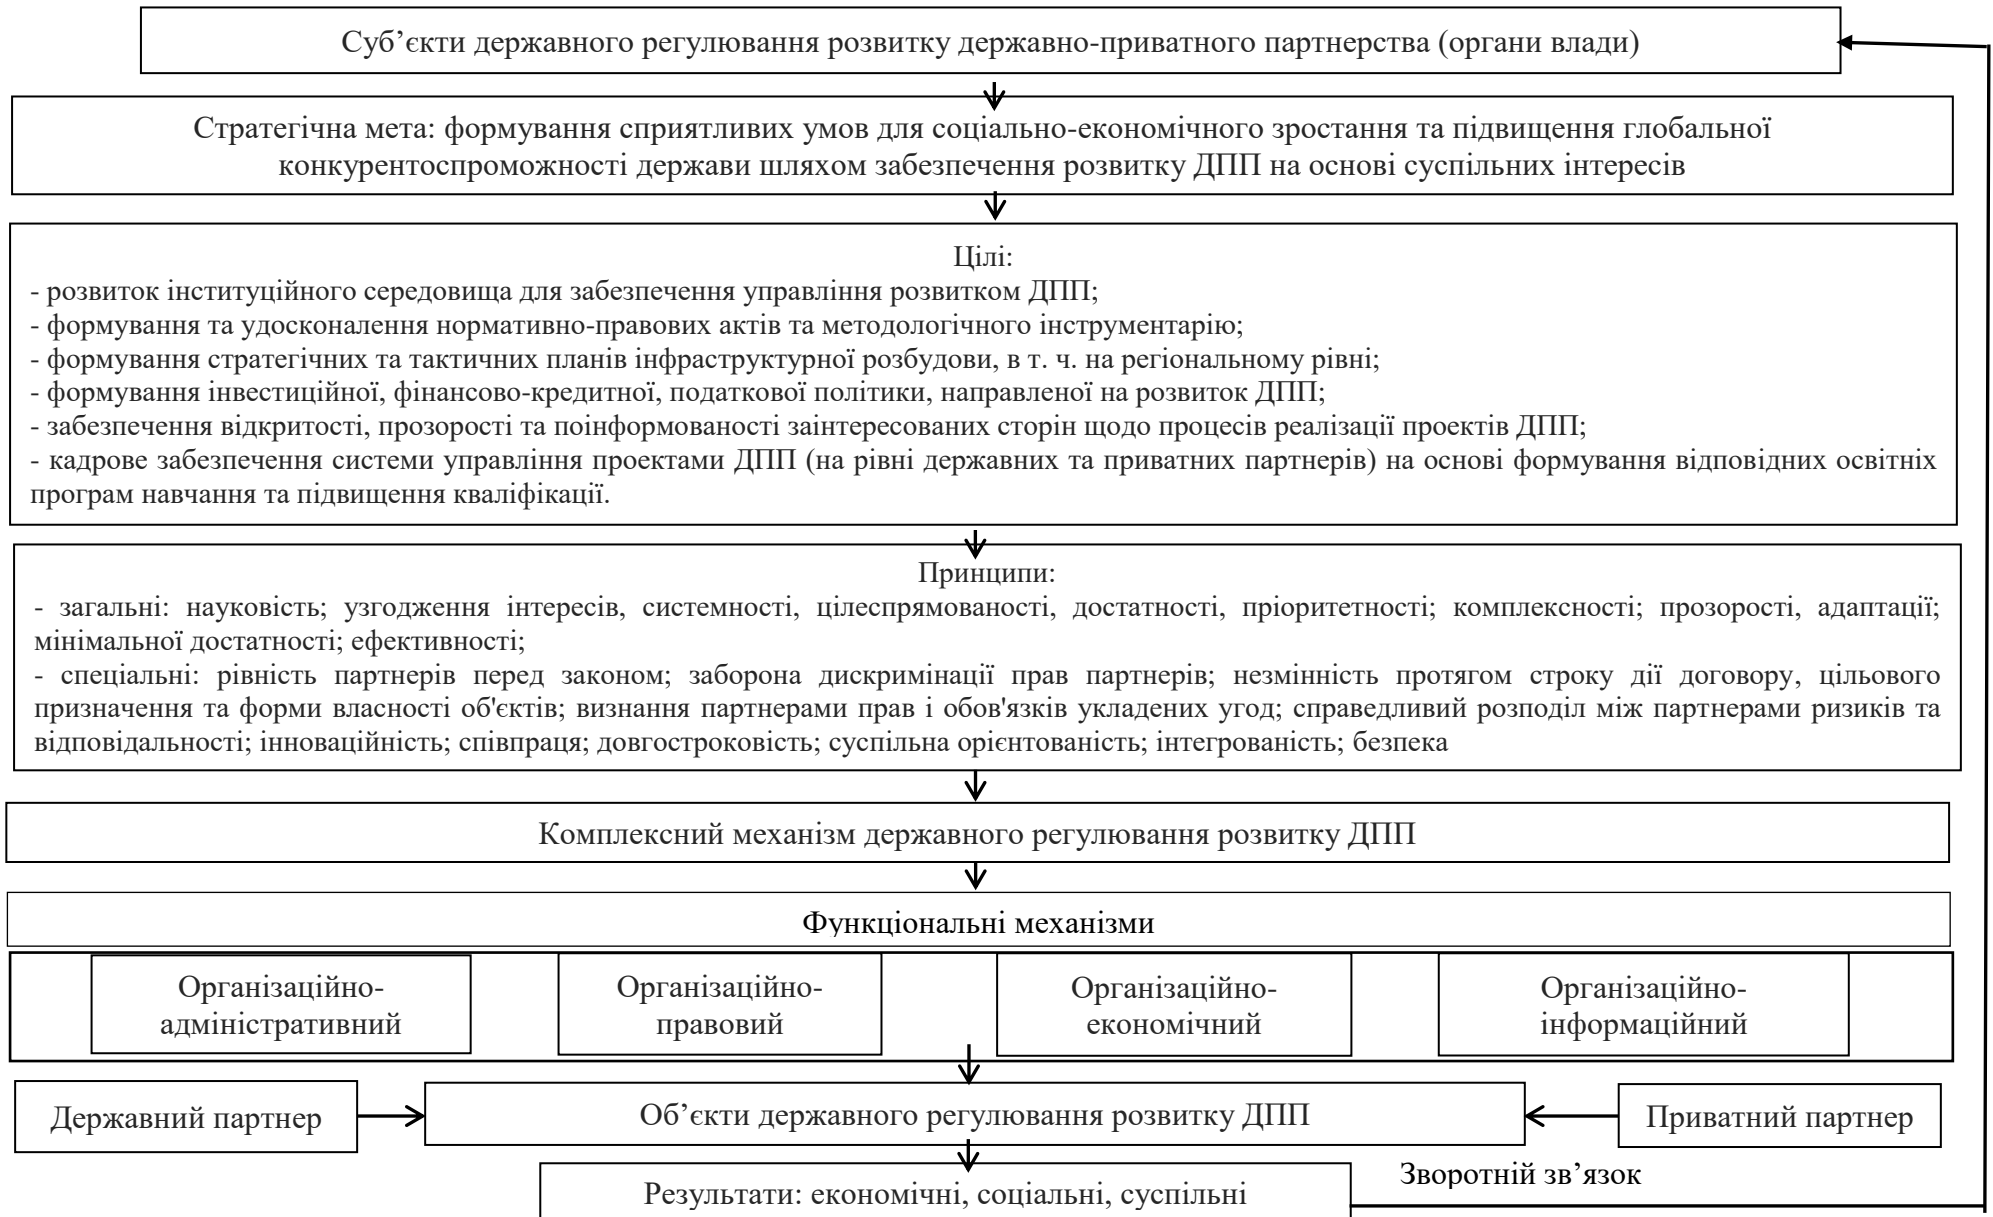 Суб’єкти державного регулювання розвитку державно-приватного партнерства (органи влади)
Стратегічна мета: формування сприятливих умов для соціально-економічного зростання та підвищення глобальної
конкурентоспроможності держави шляхом забезпечення розвитку ДПП на основі суспільних інтересів
Цілі:
- розвиток інституційного середовища для забезпечення управління розвитком ДПП;
- формування та удосконалення нормативно-правових актів та методологічного інструментарію;
- формування стратегічних та тактичних планів інфраструктурної розбудови, в т. ч. на регіональному рівні;
- формування інвестиційної, фінансово-кредитної, податкової політики, направленої на розвиток ДПП;
- забезпечення відкритості, прозорості та поінформованості заінтересованих сторін щодо процесів реалізації проектів ДПП;
- кадрове забезпечення системи управління проектами ДПП (на рівні державних та приватних партнерів) на основі формування відповідних освітніх
програм навчання та підвищення кваліфікації.
Принципи:
- загальні: науковість; узгодження інтересів, системності, цілеспрямованості, достатності, пріоритетності; комплексності; прозорості, адаптації;
мінімальної достатності; ефективності;
- спеціальні: рівність партнерів перед законом; заборона дискримінації прав партнерів; незмінність протягом строку дії договору, цільового
призначення та форми власності об'єктів; визнання партнерами прав і обов'язків укладених угод; справедливий розподіл між партнерами ризиків та
відповідальності; інноваційність; співпраця; довгостроковість; суспільна орієнтованість; інтегрованість; безпека
Комплексний механізм державного регулювання розвитку ДПП
Функціональні механізми
Організаційно-
адміністративний
Організаційно-
правовий
Організаційно-
економічний
Організаційно-
інформаційний
Державний партнер
Об’єкти державного регулювання розвитку ДПП
Приватний партнер
Зворотній зв’язок
Результати: економічні, соціальні, суспільні